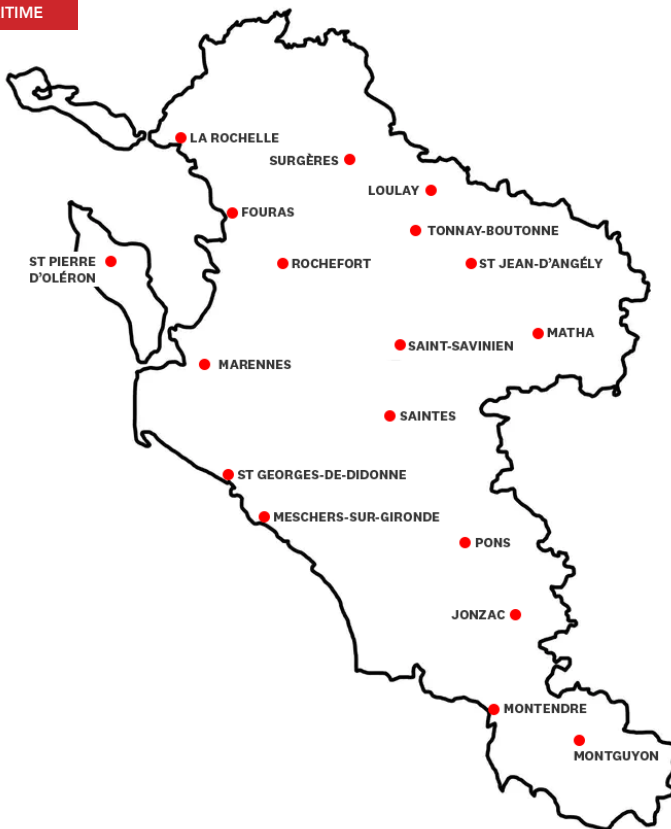 ITIME
LA ROCHELLE
SURGÈRES
LOULAY
FOURAS
TONNAY-BOUTONNE
ST PIERRE
D'OLÉRON
ROCHEFORT
ST JEAN-D'ANGÉLY
MATHA
SAINT-SAVINIEN
MARENNES
SAINTES
ST GEORGES-DE-DIDONNE
MESCHERS-SUR-GIRONDE
PONS
JONZAC
MONTENDRE
MONTGUYON